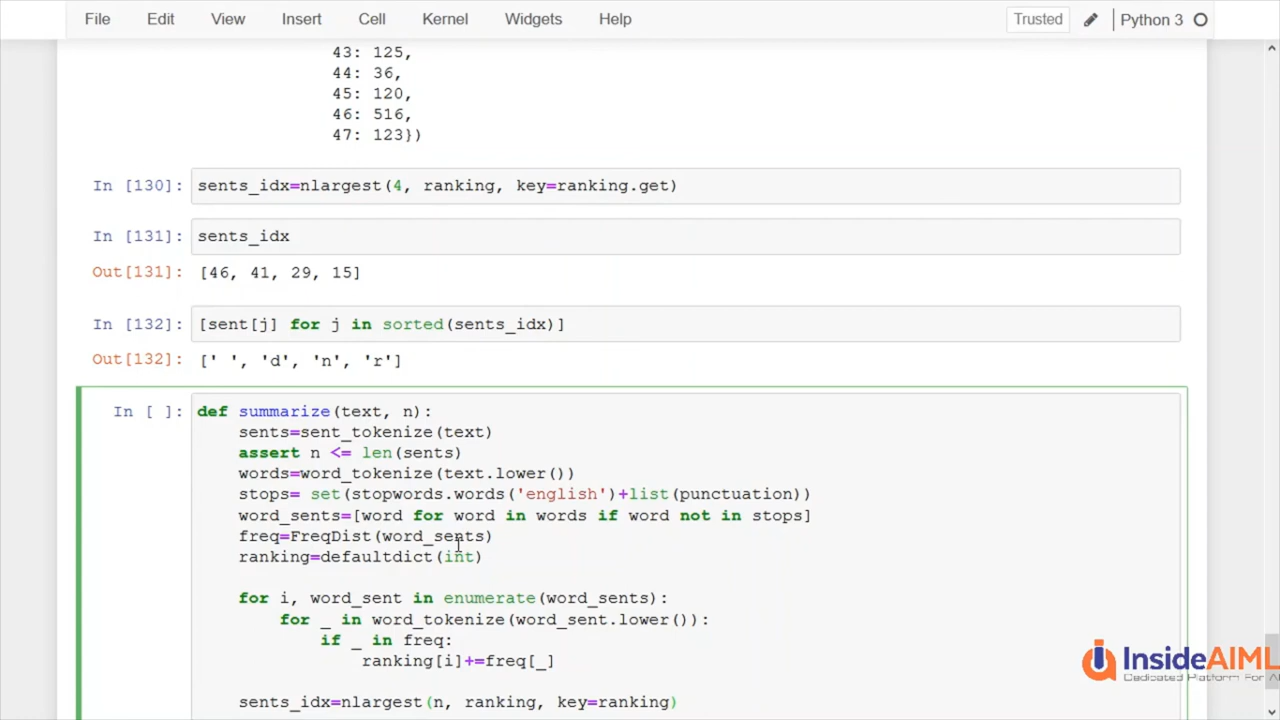 File Edit View Insert Cell Kernel Widgets Help Trusted Python 3
43: 125,
44: 36,
45: 120,
46: 516,
47: 123})
In [130]: sents_idx=nlargest(4, ranking, key=ranking.get)
In [131]: sents_idx
Out[131]: [46, 41, 29, 15]
In [132]: [sent[j] for j in sorted(sents_idx)]
Out[132]: [' ', 'd', 'n', 'r']
In [ ]: def summarize(text, n):
sents=sent_tokenize(text)
assert n <= len(sents)
words=word_tokenize(text.lower())
stops= set(stopwords.words('english')+list(punctuation))
word_sents=[word for word in words if word not in stops]
freq=FreqDist(word_sents)
ranking=defaultdict(int)
for i, word_sent in enumerate(word_sents):
for _ in word_tokenize(word_sent.lower()):
if _ in freq:
ranking[i]+=freq[_]
sents_idx=nlargest(n, ranking, key=ranking)
InsideAIML
Dedicated Platform For